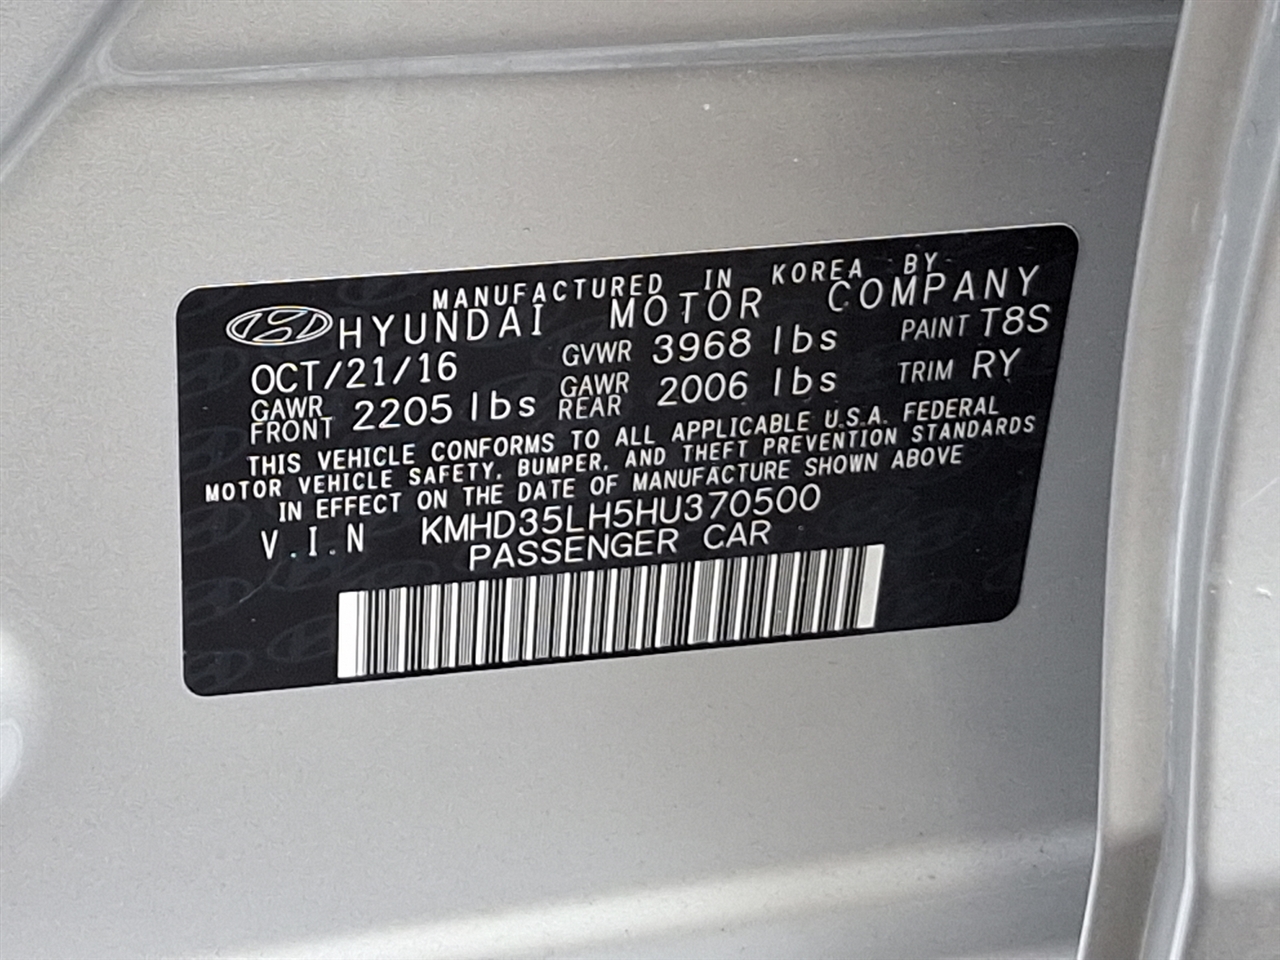 MANUFACTURED IN KOREA BY
HYUNDAI MOTOR COMPANY
OCT/21/16 GVWR 3968 lbs PAINT T8S
GAWR FRONT 2205 lbs GAWR REAR 2006 lbs TRIM RY
THIS VEHICLE CONFORMS TO ALL APPLICABLE U.S.A. FEDERAL
MOTOR VEHICLE SAFETY, BUMPER, AND THEFT PREVENTION STANDARDS
IN EFFECT ON THE DATE OF MANUFACTURE SHOWN ABOVE
V.I.N KMHD35LH5HU370500
PASSENGER CAR